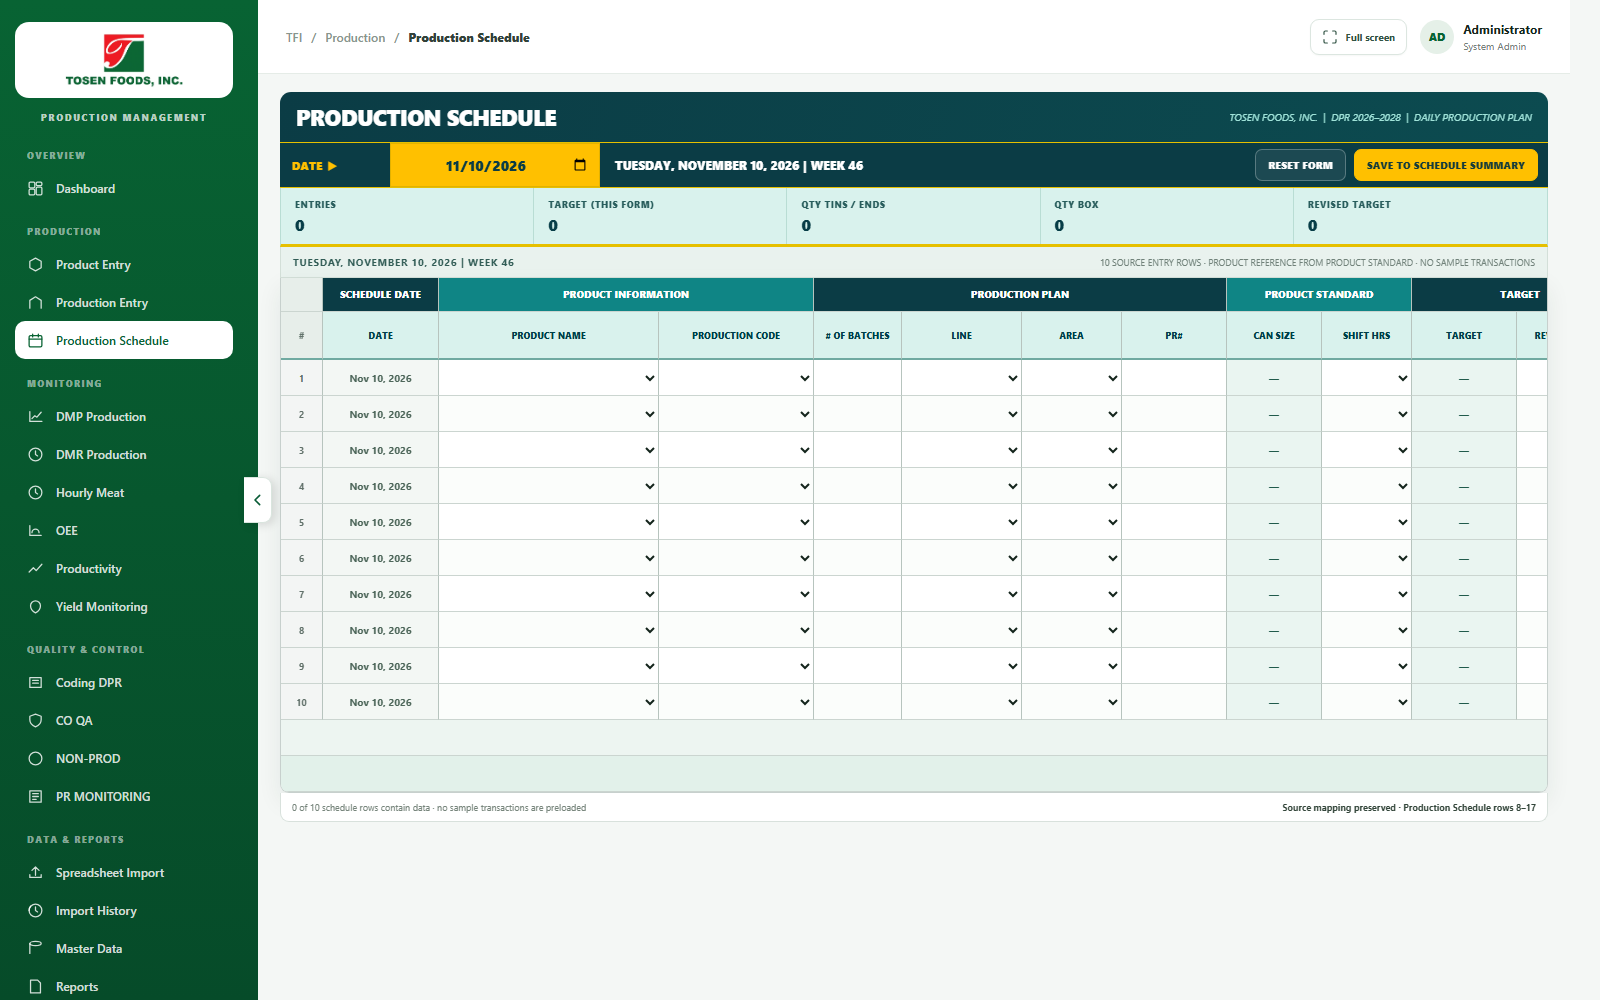 TOSEN FOODS, INC.
PRODUCTION MANAGEMENT
OVERVIEW
Dashboard
PRODUCTION
Product Entry
Production Entry
Production Schedule
MONITORING
DMP Production
DMR Production
Hourly Meat
OEE
Productivity
Yield Monitoring
QUALITY & CONTROL
Coding DPR
CO QA
NON-PROD
PR MONITORING
DATA & REPORTS
Spreadsheet Import
Import History
Master Data
Reports
TFI / Production / Production Schedule
Full screen
AD
Administrator
System Admin
PRODUCTION SCHEDULE
TOSEN FOODS, INC. | DPR 2026–2028 | DAILY PRODUCTION PLAN
DATE ▶ 11/10/2026 TUESDAY, NOVEMBER 10, 2026 | WEEK 46 RESET FORM SAVE TO SCHEDULE SUMMARY
ENTRIES TARGET (THIS FORM) QTY TINS / ENDS QTY BOX REVISED TARGET
0 0 0 0 0
TUESDAY, NOVEMBER 10, 2026 | WEEK 46 10 SOURCE ENTRY ROWS · PRODUCT REFERENCE FROM PRODUCT STANDARD · NO SAMPLE TRANSACTIONS
SCHEDULE DATE PRODUCT INFORMATION PRODUCTION PLAN PRODUCT STANDARD TARGET
# DATE PRODUCT NAME PRODUCTION CODE # OF BATCHES LINE AREA PR# CAN SIZE SHIFT HRS TARGET
1 Nov 10, 2026 — —
2 Nov 10, 2026 — —
3 Nov 10, 2026 — —
4 Nov 10, 2026 — —
5 Nov 10, 2026 — —
6 Nov 10, 2026 — —
7 Nov 10, 2026 — —
8 Nov 10, 2026 — —
9 Nov 10, 2026 — —
10 Nov 10, 2026 — —
0 of 10 schedule rows contain data · no sample transactions are preloaded Source mapping preserved · Production Schedule rows 8–17